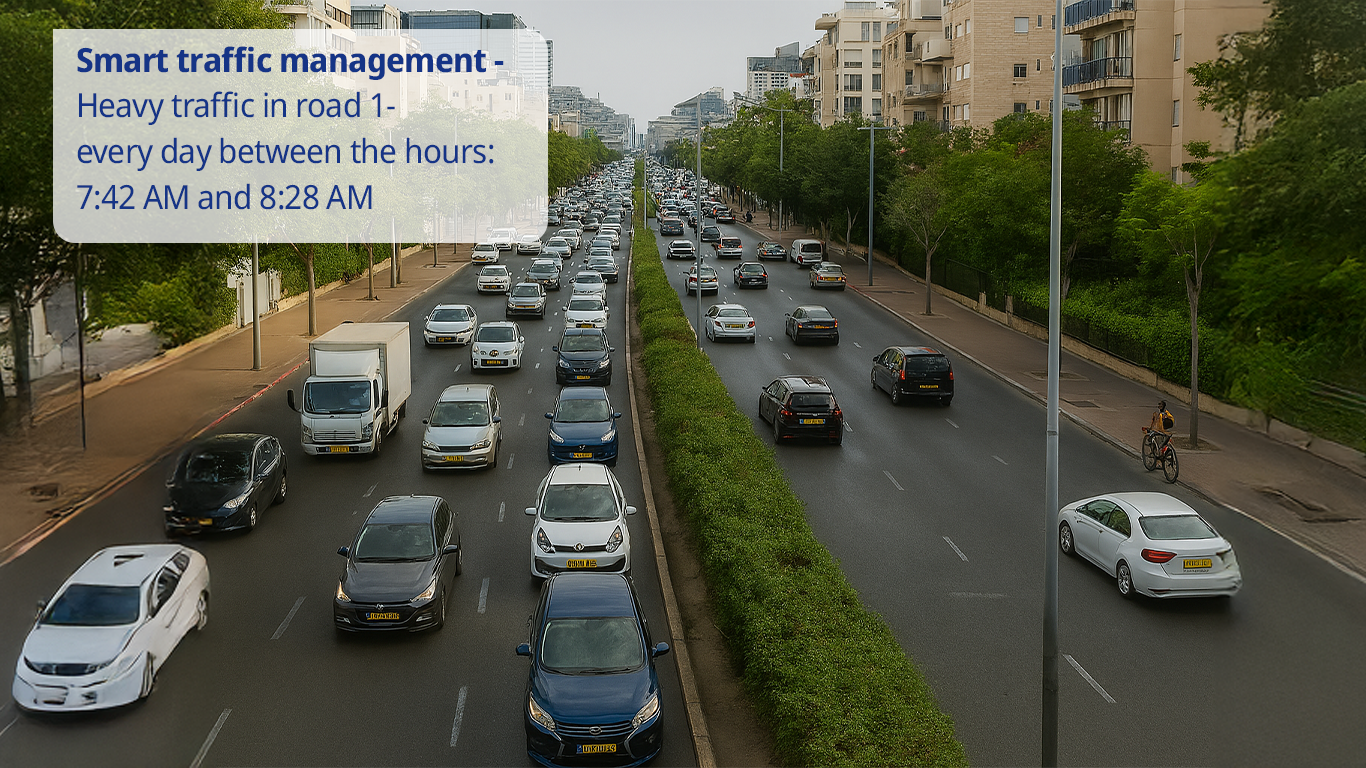 Smart traffic management -
Heavy traffic in road 1-
every day between the hours:
7:42 AM and 8:28 AM